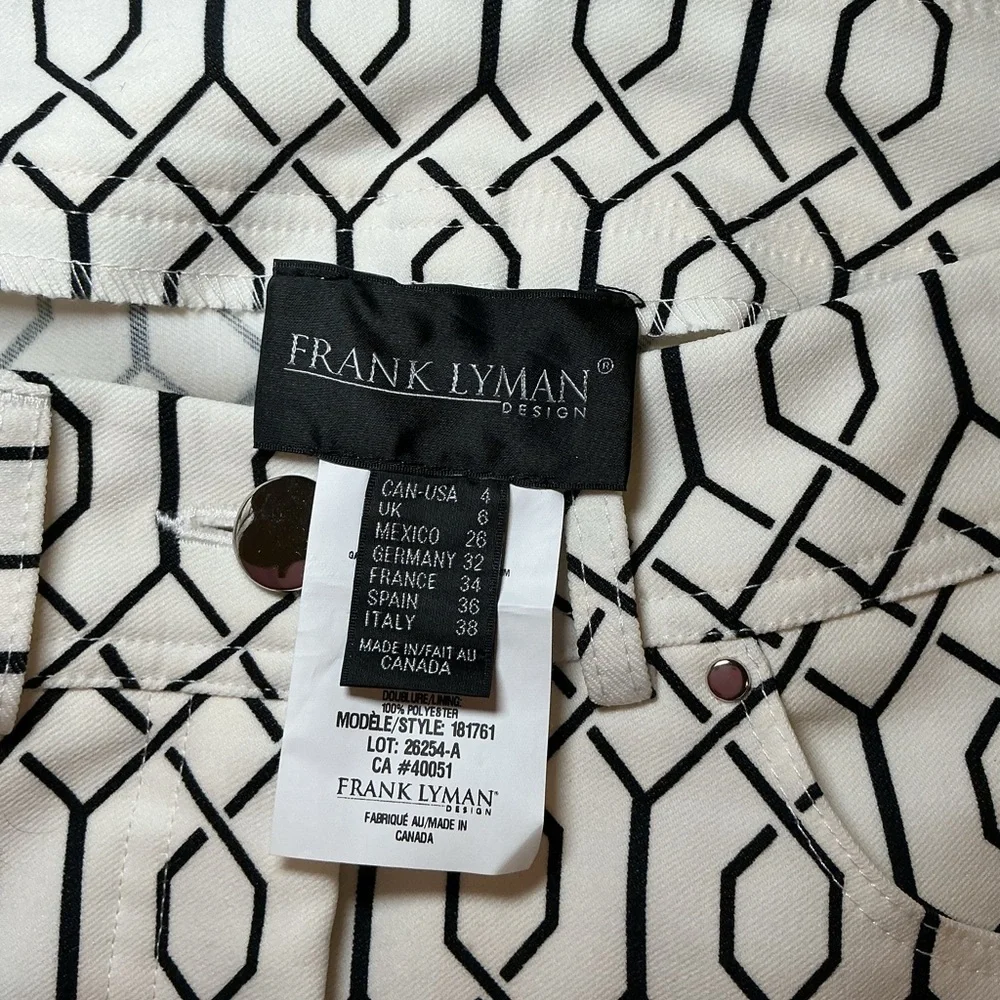 FRANK LYMAN®
DESIGN
CAN-USA 4
UK 6
MEXICO 26
GERMANY 32
FRANCE 34
SPAIN 36
ITALY 38
MADE IN/FAIT AU
CANADA
DOUBLURE/LINING:
100% POLYESTER
MODÈLE/STYLE: 181761
LOT: 26254-A
CA #40051
FRANK LYMAN®
DESIGN
FABRIQUÉ AU/MADE IN
CANADA